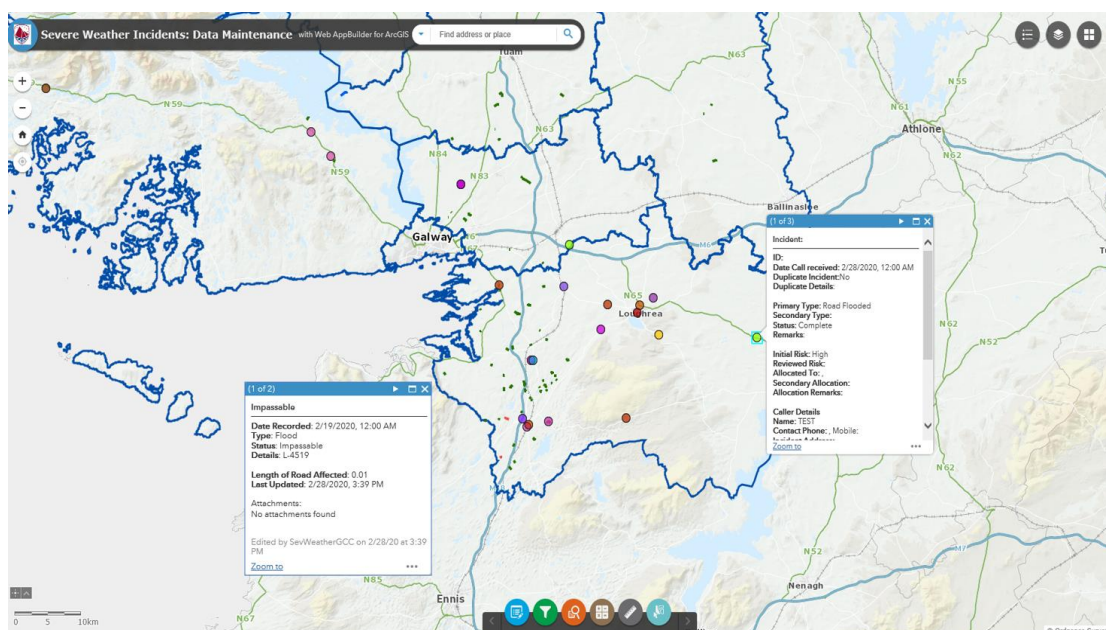 Severe Weather Incidents: Data Maintenance with Web AppBuilder for ArcGIS
Find address or place
Tuam
N63
N55
N61
Athlone
N62
N59
N63
N84
N83
N59
Ballinasloe
Galway
M6
N65
Loughrea
N62
N52
(1 of 3)
Incident:
ID:
Date Call received: 2/28/2020, 12:00 AM
Duplicate Incident:No
Duplicate Details:
Primary Type: Road Flooded
Secondary Type:
Status: Complete
Remarks:
Initial Risk: High
Reviewed Risk:
Allocated To: ,
Secondary Allocation:
Allocation Remarks:
Caller Details
Name: TEST
Contact Phone: , Mobile:
Incident Address:
Zoom to
(1 of 2)
Impassable
Date Recorded: 2/19/2020, 12:00 AM
Type: Flood
Status: Impassable
Details: L-4519
Length of Road Affected: 0.01
Last Updated: 2/28/2020, 3:39 PM
Attachments:
No attachments found
Edited by SevWeatherGCC on 2/28/20 at 3:39
PM
Zoom to
N62
N52
M7
Nenagh
N85
Ennis
N67
0 5 10km